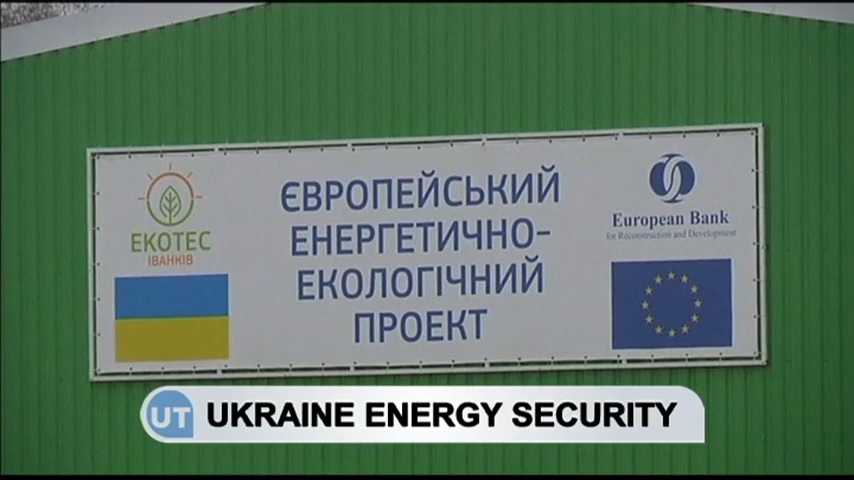 ЕКОТЕС
ІВАНКІВ
ЄВРОПЕЙСЬКИЙ
ЕНЕРГЕТИЧНО-
ЕКОЛОГІЧНИЙ
ПРОЕКТ
European Bank
for Reconstruction and Development
UT UKRAINE ENERGY SECURITY